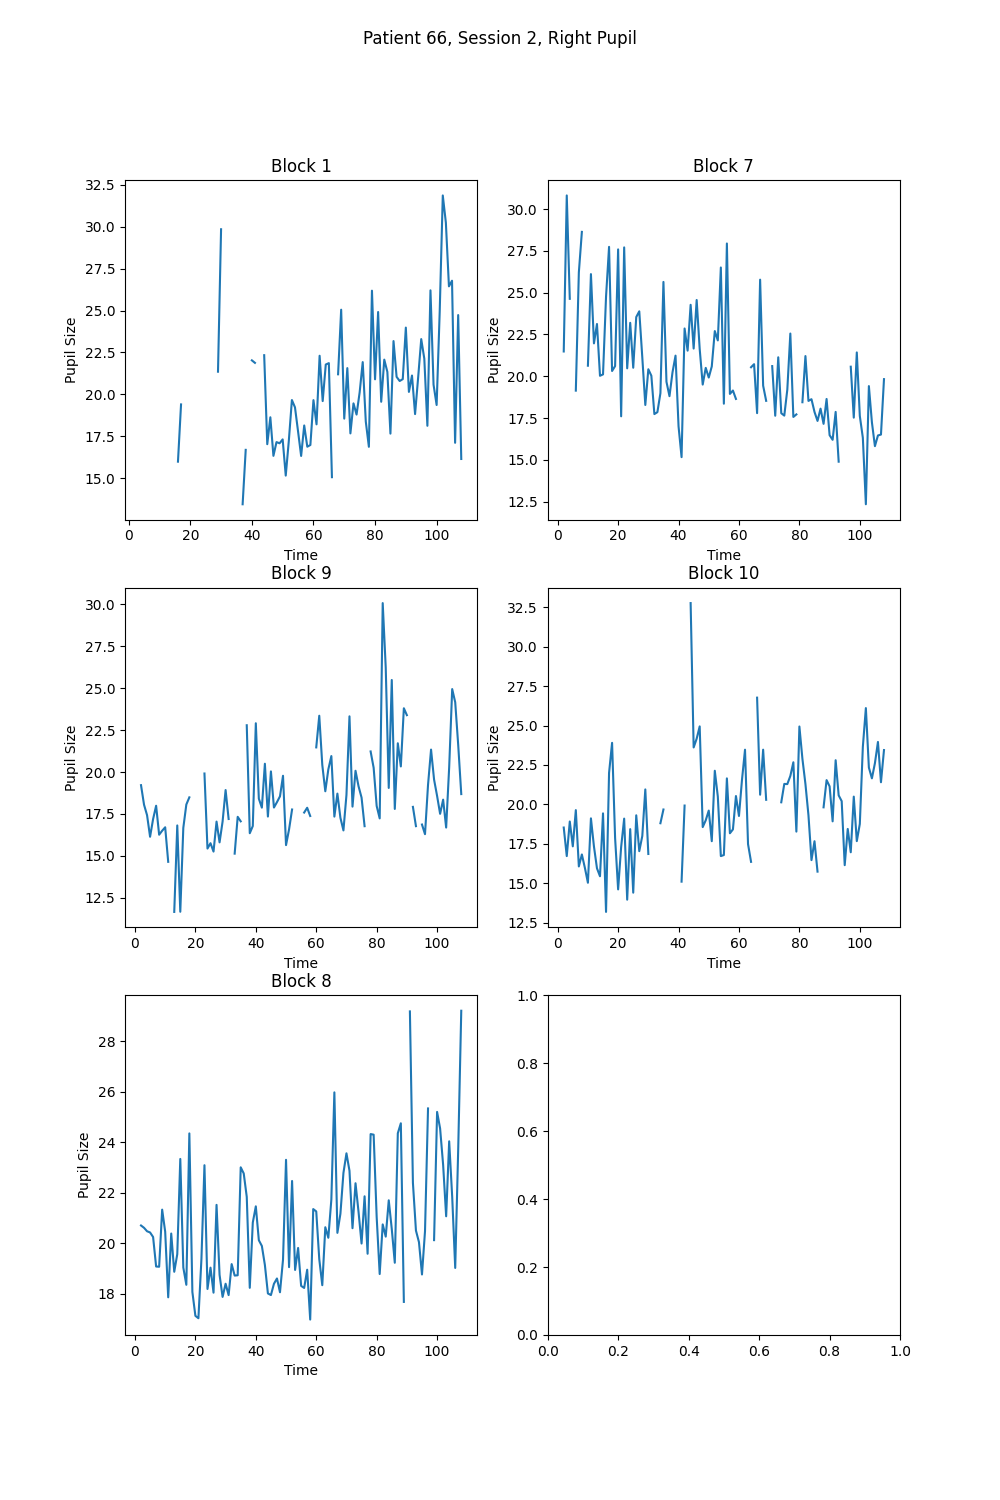 Patient 66, Session 2, Right Pupil
Block 1
Pupil Size
32.5
30.0
27.5
25.0
22.5
20.0
17.5
15.0
0 20 40 60 80 100
Time
Block 7
Pupil Size
30.0
27.5
25.0
22.5
20.0
17.5
15.0
12.5
0 20 40 60 80 100
Time
Block 9
Pupil Size
30.0
27.5
25.0
22.5
20.0
17.5
15.0
12.5
0 20 40 60 80 100
Time
Block 10
Pupil Size
32.5
30.0
27.5
25.0
22.5
20.0
17.5
15.0
12.5
0 20 40 60 80 100
Time
Block 8
Pupil Size
28
26
24
22
20
18
0 20 40 60 80 100
Time
1.0
0.8
0.6
0.4
0.2
0.0
0.0 0.2 0.4 0.6 0.8 1.0